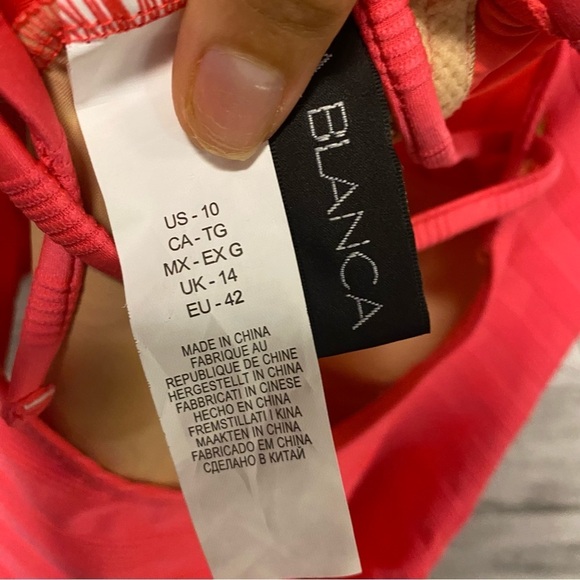 BLANCA
US - 10
CA - TG
MX - EX G
UK - 14
EU - 42
MADE IN CHINA
FABRIQUE AU
REPUBLIQUE DE CHINE
HERGESTELLT IN CHINA
FABBRICATI IN CINESE
HECHO EN CHINA
FREMSTILLAT I KINA
MAAKTEN IN CHINA
FABRICADO EM CHINA
СДЕЛАНО В КИТАЙ